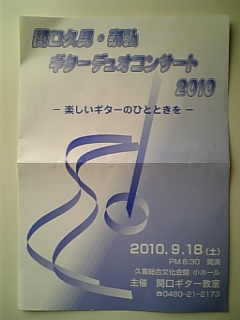 関口久男・
ギターデュオコンサート
2010
－ 楽しいギターのひとときを －
2010.9.18(土)
PM.6:30 開演
久喜総合文化会館 小ホール
主催 関口ギター教室
☎0480-21-2173